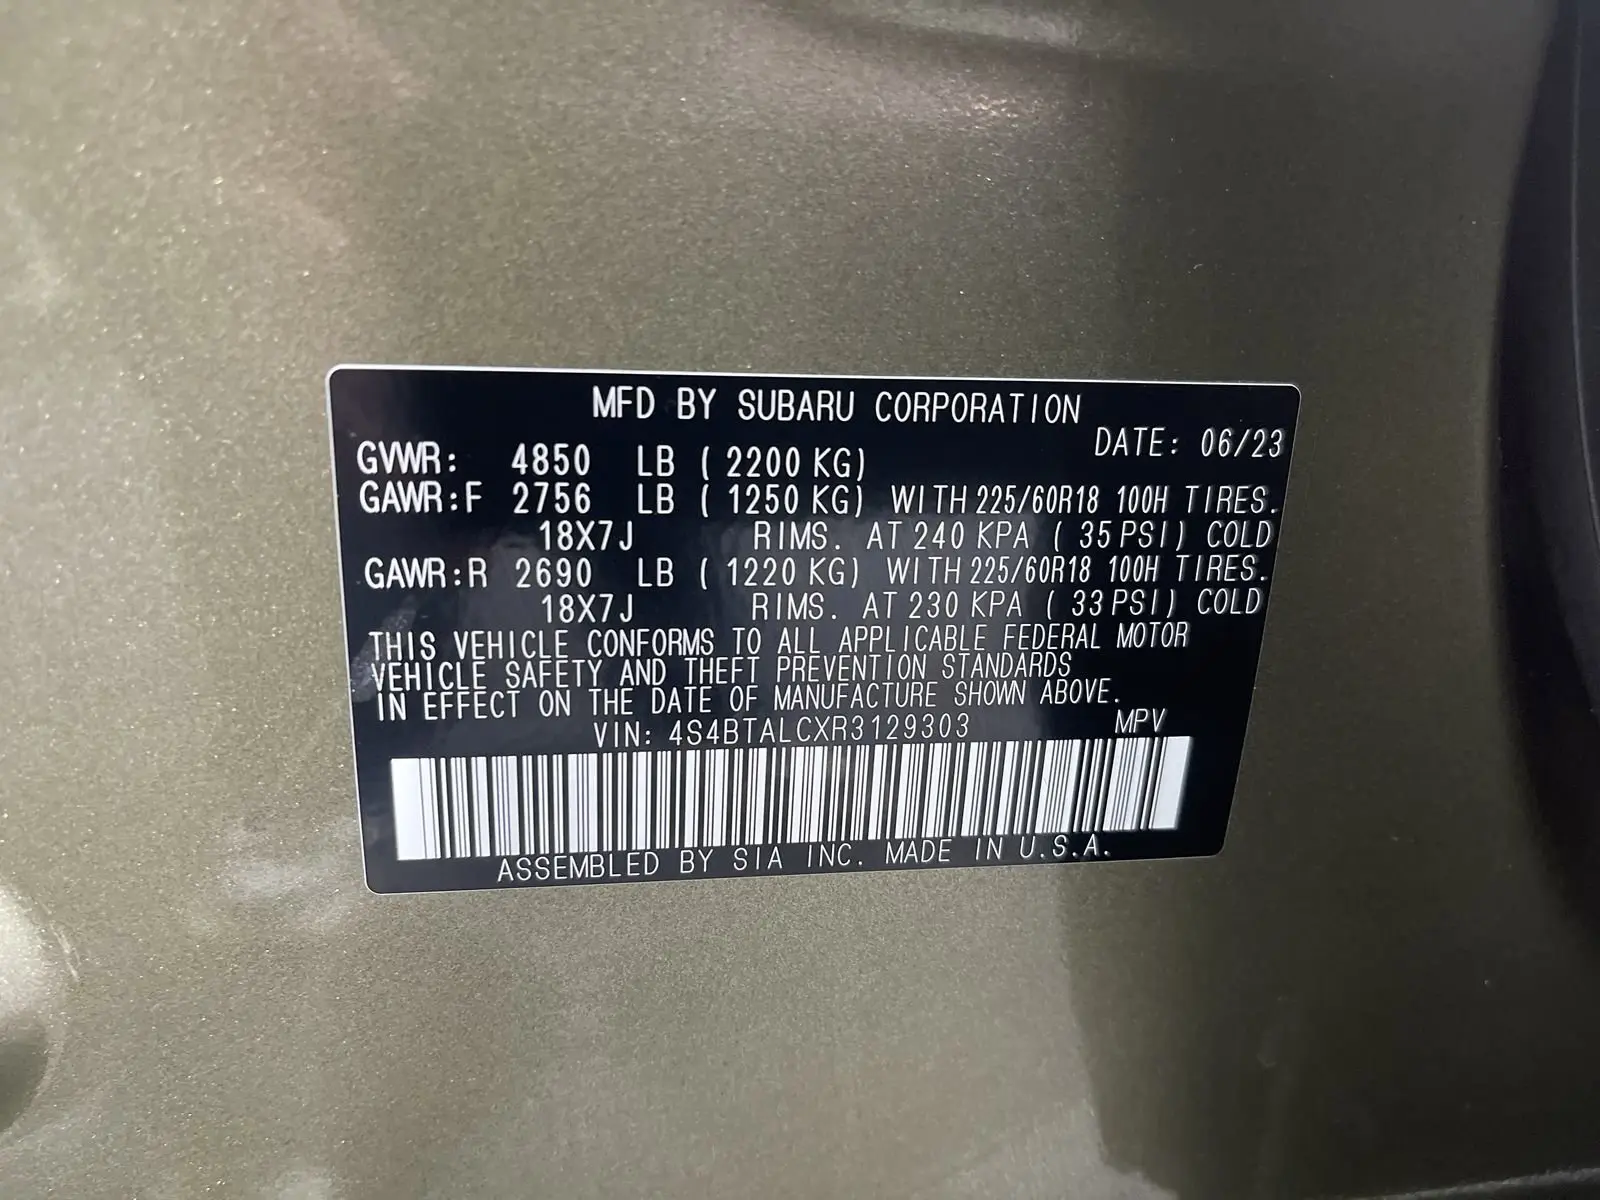 MFD BY SUBARU CORPORATION
DATE: 06/23
GVWR: 4850 LB (2200 KG)
GAWR:F 2756 LB (1250 KG) WITH 225/60R18 100H TIRES.
18X7J RIMS. AT 240 KPA (35 PSI) COLD
GAWR:R 2690 LB (1220 KG) WITH 225/60R18 100H TIRES.
18X7J RIMS. AT 230 KPA (33 PSI) COLD
THIS VEHICLE CONFORMS TO ALL APPLICABLE FEDERAL MOTOR
VEHICLE SAFETY AND THEFT PREVENTION STANDARDS
IN EFFECT ON THE DATE OF MANUFACTURE SHOWN ABOVE.
VIN: 4S4BTALCXR3129303 MPV
ASSEMBLED BY SIA INC. MADE IN U.S.A.